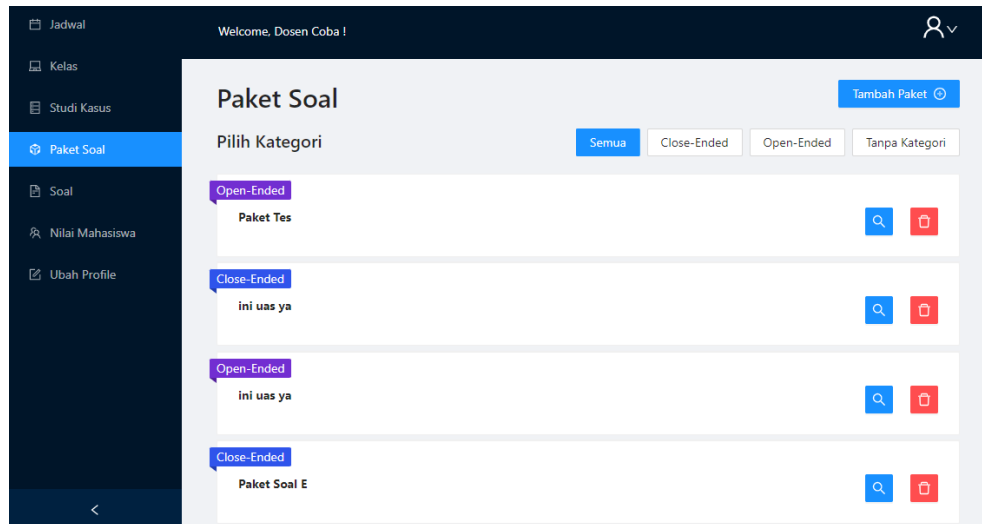 Jadwal
Kelas
Studi Kasus
Paket Soal
Soal
Nilai Mahasiswa
Ubah Profile
Welcome, Dosen Coba !
Paket Soal
Tambah Paket
Pilih Kategori
Semua
Close-Ended
Open-Ended
Tanpa Kategori
Open-Ended
Paket Tes
Close-Ended
ini uas ya
Open-Ended
ini uas ya
Close-Ended
Paket Soal E